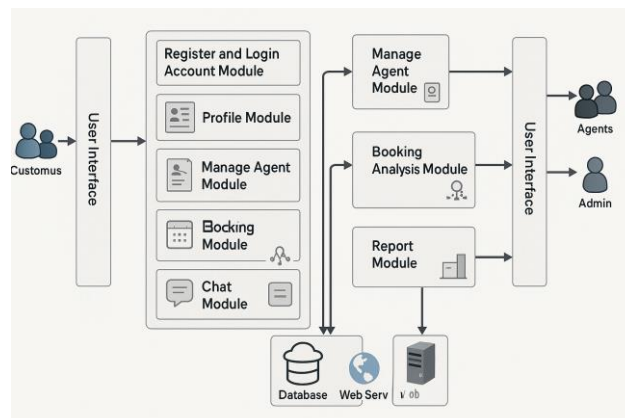 Customus
User Interface
Register and Login
Account Module
Profile Module
Manage Agent
Module
Bocking
Module
Chat
Module
Manage
Agent
Module
Booking
Analysis Module
Report
Module
User Interface
Agents
Admin
Database
Web Serv
ob